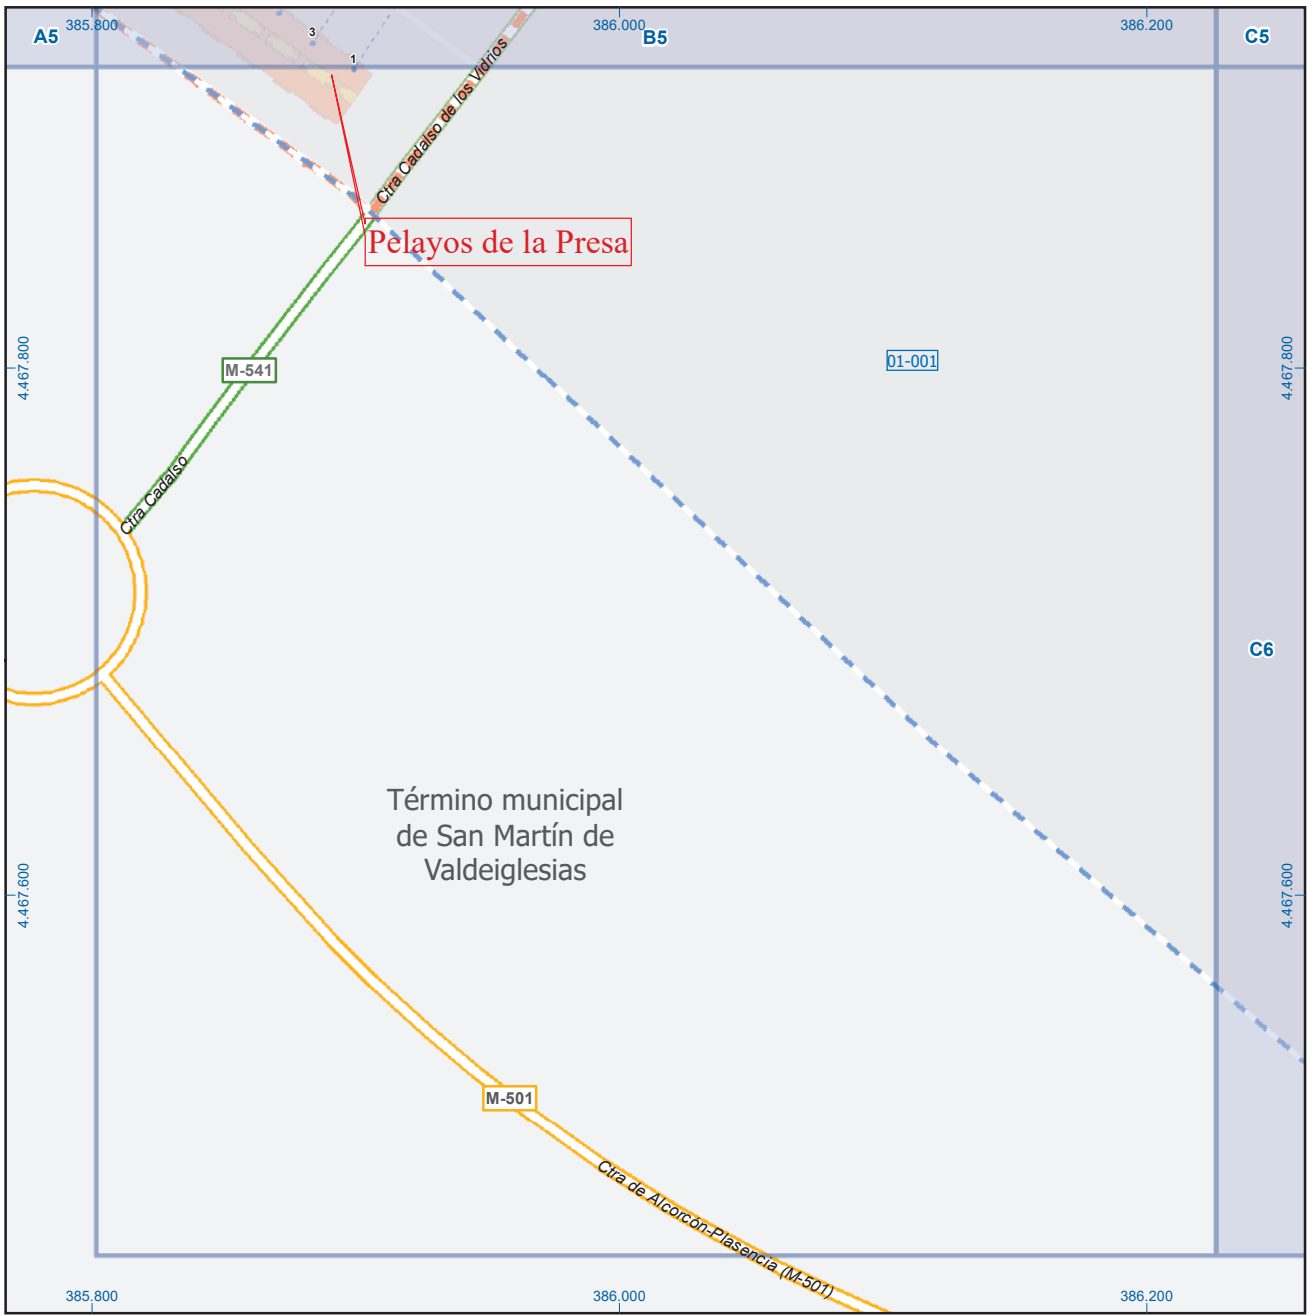 385.800
386.000
386.200
A5
B5
C5
3
1
Ctra Cadalso de los Vidrios
Pelayos de la Presa
4.467.800
4.467.800
01-001
M-541
Ctra Cadalso
C6
Término municipal
de San Martín de
Valdeiglesias
4.467.600
4.467.600
M-501
Ctra de Alcorcón-Plasencia (M-501)
385.800
386.000
386.200